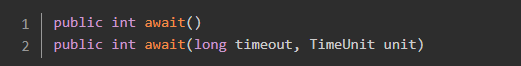 1 public int await()
2 public int await(long timeout, TimeUnit unit)